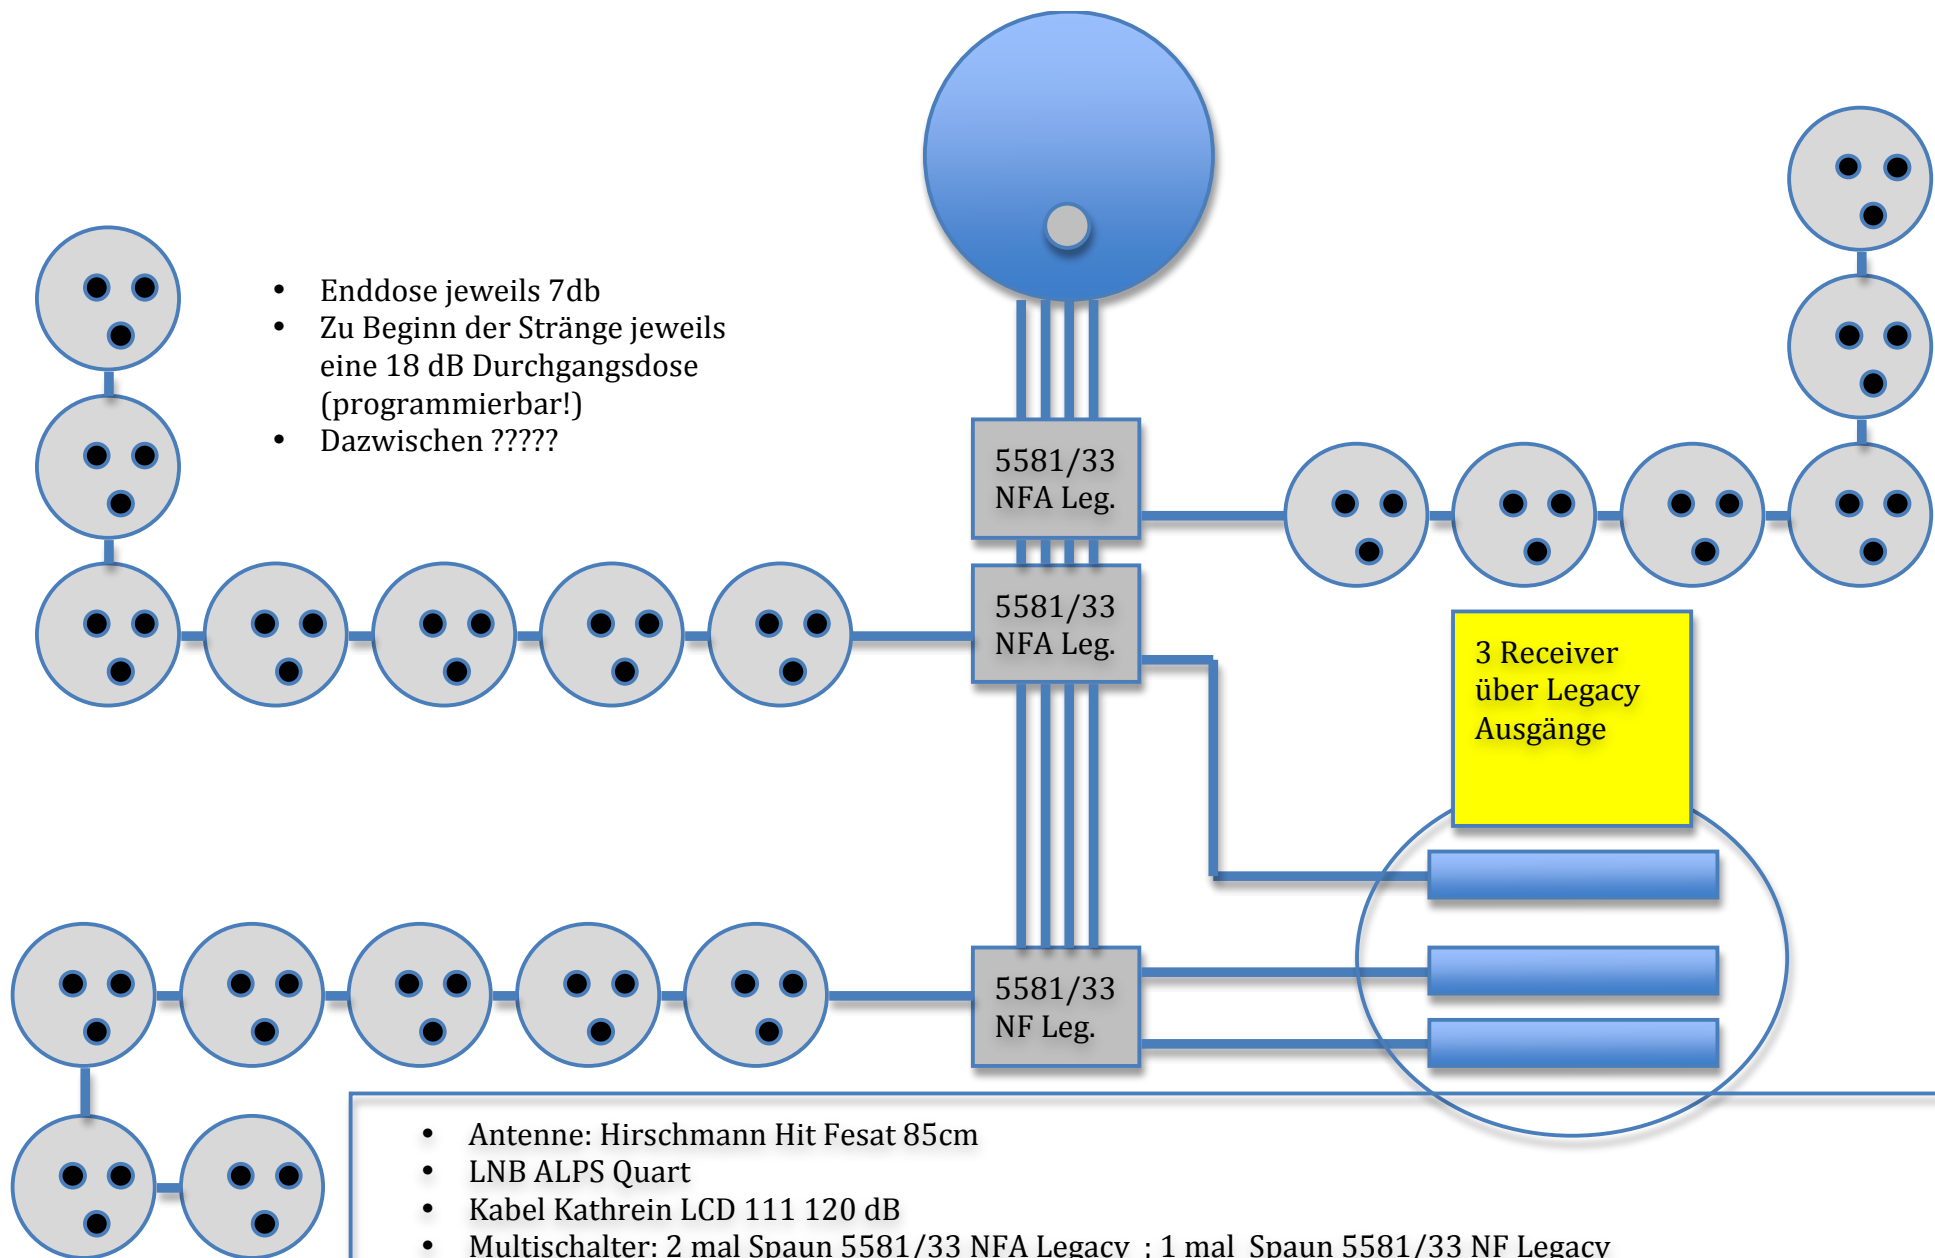 • Enddose jeweils 7db
• Zu Beginn der Stränge jeweils
eine 18 dB Durchgangsdose
(programmierbar!)
• Dazwischen ?????
5581/33
NFA Leg.
5581/33
NFA Leg.
3 Receiver
über Legacy
Ausgänge
5581/33
NF Leg.
• Antenne: Hirschmann Hit Fesat 85cm
• LNB ALPS Quart
• Kabel Kathrein LCD 111 120 dB
• Multischalter: 2 mal Spaun 5581/33 NFA Legacy ; 1 mal Spaun 5581/33 NF Legacy